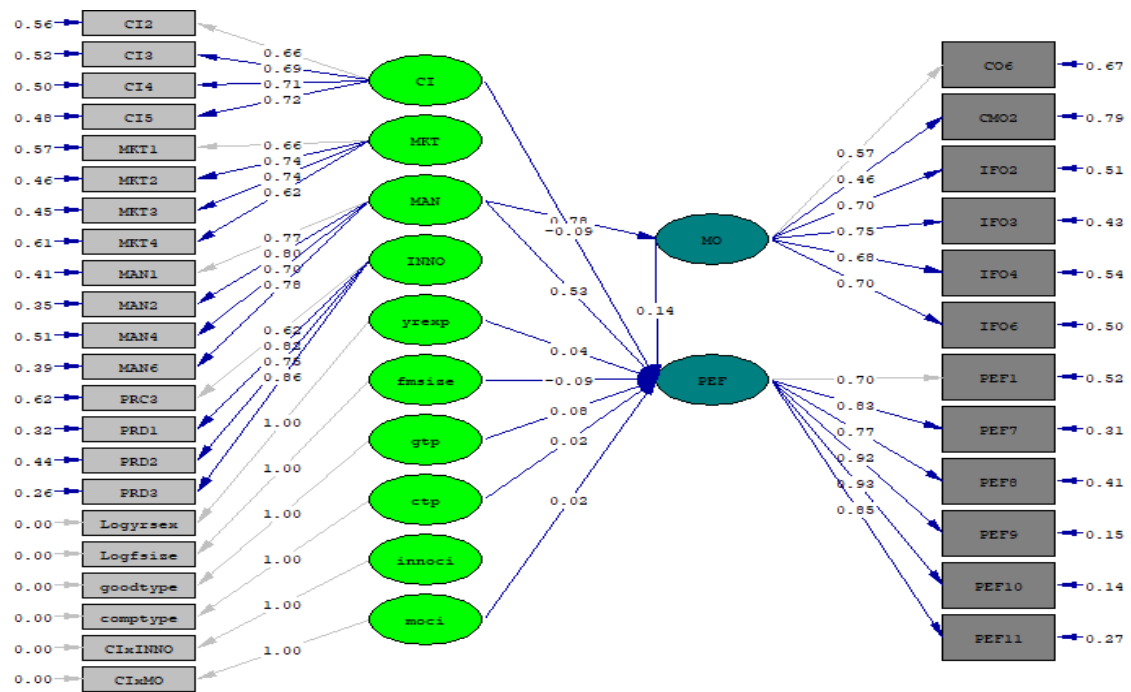 0.56 CI2
0.52 CI3
0.50 CI4
0.48 CI5
0.57 MKT1
0.46 MKT2
0.45 MKT3
0.61 MKT4
0.41 MAN1
0.35 MAN2
0.51 MAN4
0.39 MAN6
0.62 PRC3
0.32 PRD1
0.44 PRD2
0.26 PRD3
0.00 Logyrsex
0.00 Logfsize
0.00 goodtype
0.00 comptype
0.00 CIxINNO
0.00 CIxMO
0.66
0.69
0.71
0.72
0.66
0.74
0.74
0.62
0.77
0.80
0.70
0.78
0.62
0.82
0.75
0.86
1.00
1.00
1.00
1.00
1.00
1.00
CI
MKT
MAN
INNO
yrexp
fmsize
gtp
ctp
innoci
moci
0.78
-0.09
0.53
0.14
0.04
-0.09
0.08
0.02
0.02
MO
PEF
0.57
0.46
0.70
0.75
0.68
0.70
0.70
0.83
0.77
0.92
0.93
0.85
CO6 0.67
CMO2 0.79
IFO2 0.51
IFO3 0.43
IFO4 0.54
IFO6 0.50
PEF1 0.52
PEF7 0.31
PEF8 0.41
PEF9 0.15
PEF10 0.14
PEF11 0.27